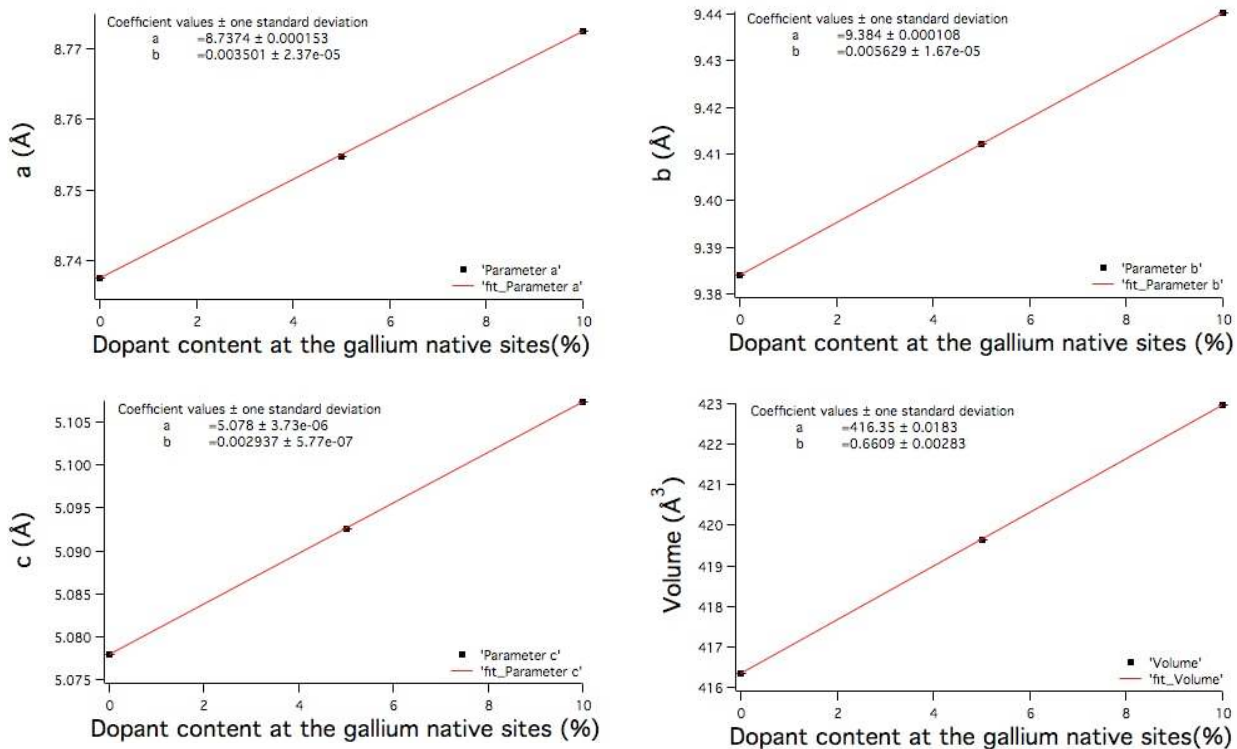 Coefficient values ± one standard deviation
a =8.7374 ± 0.000153
b =0.003501 ± 2.37e-05
8.77
8.76
8.75
8.74
a (Å)
0 2 4 6 8 10
'Parameter a'
'fit_Parameter a'
Dopant content at the gallium native sites(%)
Coefficient values ± one standard deviation
a =9.384 ± 0.000108
b =0.005629 ± 1.67e-05
9.44
9.43
9.42
9.41
9.40
9.39
9.38
b (Å)
0 2 4 6 8 10
'Parameter b'
'fit_Parameter b'
Dopant content at the gallium native sites (%)
Coefficient values ± one standard deviation
a =5.078 ± 3.73e-06
b =0.002937 ± 5.77e-07
5.105
5.100
5.095
5.090
5.085
5.080
5.075
c (Å)
0 2 4 6 8 10
'Parameter c'
'fit_Parameter c'
Dopant content at the gallium native sites (%)
Coefficient values ± one standard deviation
a =416.35 ± 0.0183
b =0.6609 ± 0.00283
423
422
421
420
419
418
417
416
Volume (Å³)
0 2 4 6 8 10
'Volume'
'fit_Volume'
Dopant content at the gallium native sites(%)